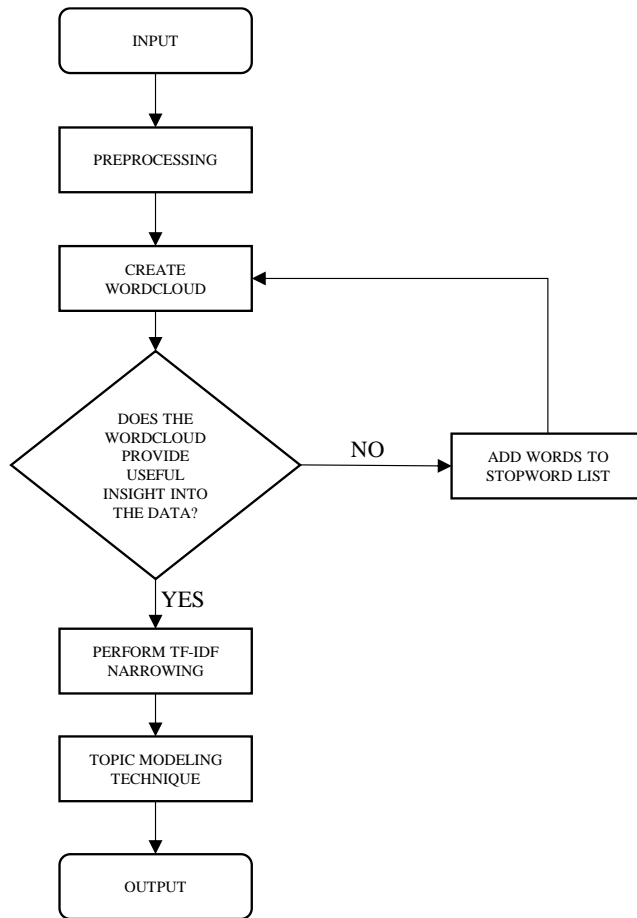 INPUT
PREPROCESSING
CREATE
WORDCLOUD
DOES THE
WORDCLOUD
PROVIDE
USEFUL
INSIGHT INTO
THE DATA?
NO
ADD WORDS TO
STOPWORD LIST
YES
PERFORM TF-IDF
NARROWING
TOPIC MODELING
TECHNIQUE
OUTPUT